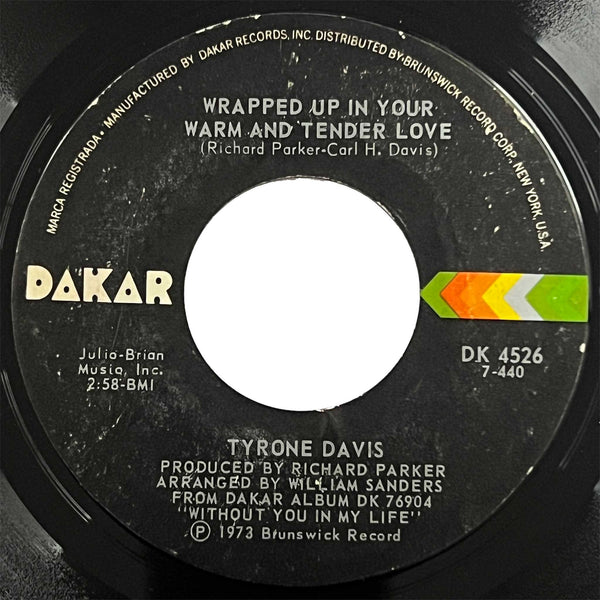 MARCA REGISTRADA • MANUFACTURED BY DAKAR RECORDS, INC. DISTRIBUTED BY BRUNSWICK RECORD CORP. NEW YORK, U.S.A.
WRAPPED UP IN YOUR
WARM AND TENDER LOVE
(Richard Parker-Carl H. Davis)
DAKAR
Julio-Brian
Music, Inc.
2:58-BMI
DK 4526
7-440
TYRONE DAVIS
PRODUCED BY RICHARD PARKER
ARRANGED BY WILLIAM SANDERS
FROM DAKAR ALBUM DK 76904
"WITHOUT YOU IN MY LIFE"
Ⓟ 1973 Brunswick Record